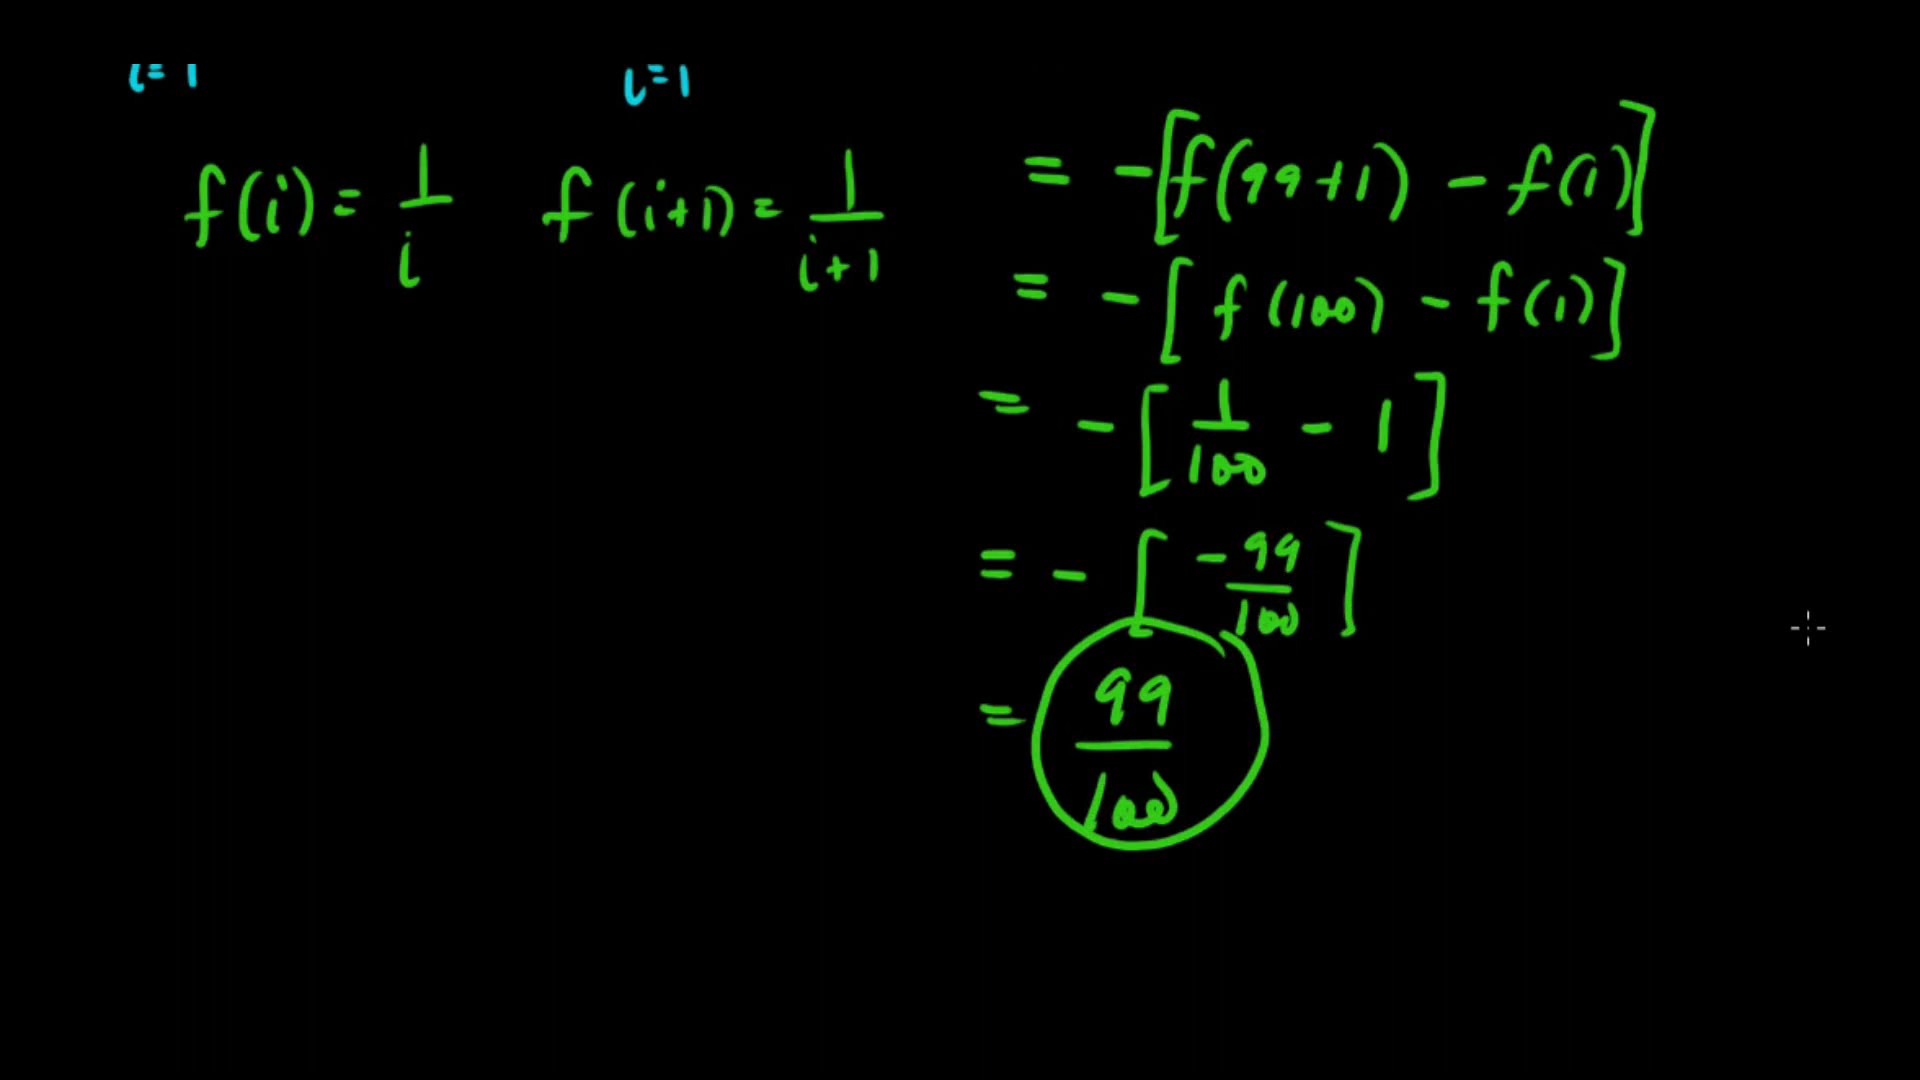 i=1 i=1
f(i) = 1/i f(i+1) = 1/(i+1)
= -[f(99+1) - f(1)]
= -[f(100) - f(1)]
= -[1/100 - 1]
= -[-99/100]
= 99/100